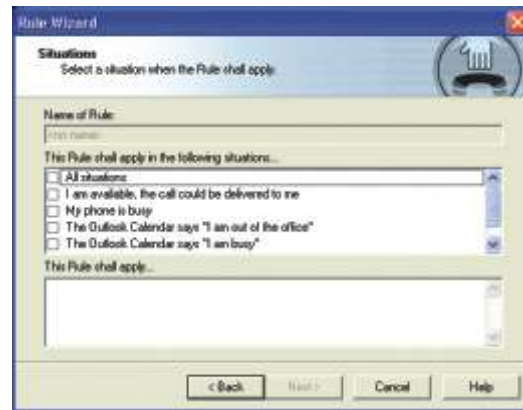 Rule Wizard
Situations
Select a situation when the Rule shall apply
Name of Rule:
<no name>
This Rule shall apply in the following situations...
All situations
I am available, the call could be delivered to me
My phone is busy
The Outlook Calendar says "I am out of the office"
The Outlook Calendar says "I am busy"
This Rule shall apply...
< Back
Next >
Cancel
Help